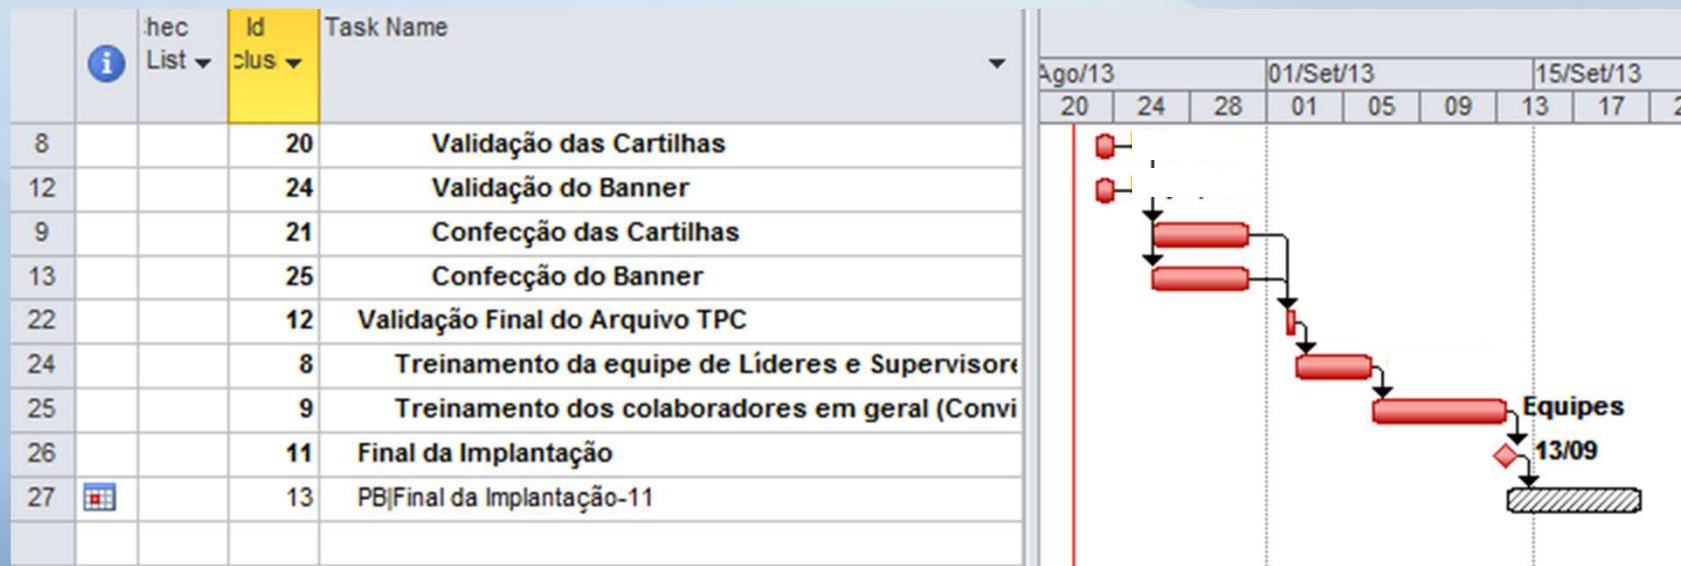 :hec List
Id clus
Task Name
Ago/13 01/Set/13 15/Set/13
20 24 28 01 05 09 13 17 2
8 20 Validação das Cartilhas
12 24 Validação do Banner
9 21 Confecção das Cartilhas
13 25 Confecção do Banner
22 12 Validação Final do Arquivo TPC
24 8 Treinamento da equipe de Líderes e Supervisore
25 9 Treinamento dos colaboradores em geral (Convi
Equipes
26 11 Final da Implantação
13/09
27 13 PB|Final da Implantação-11